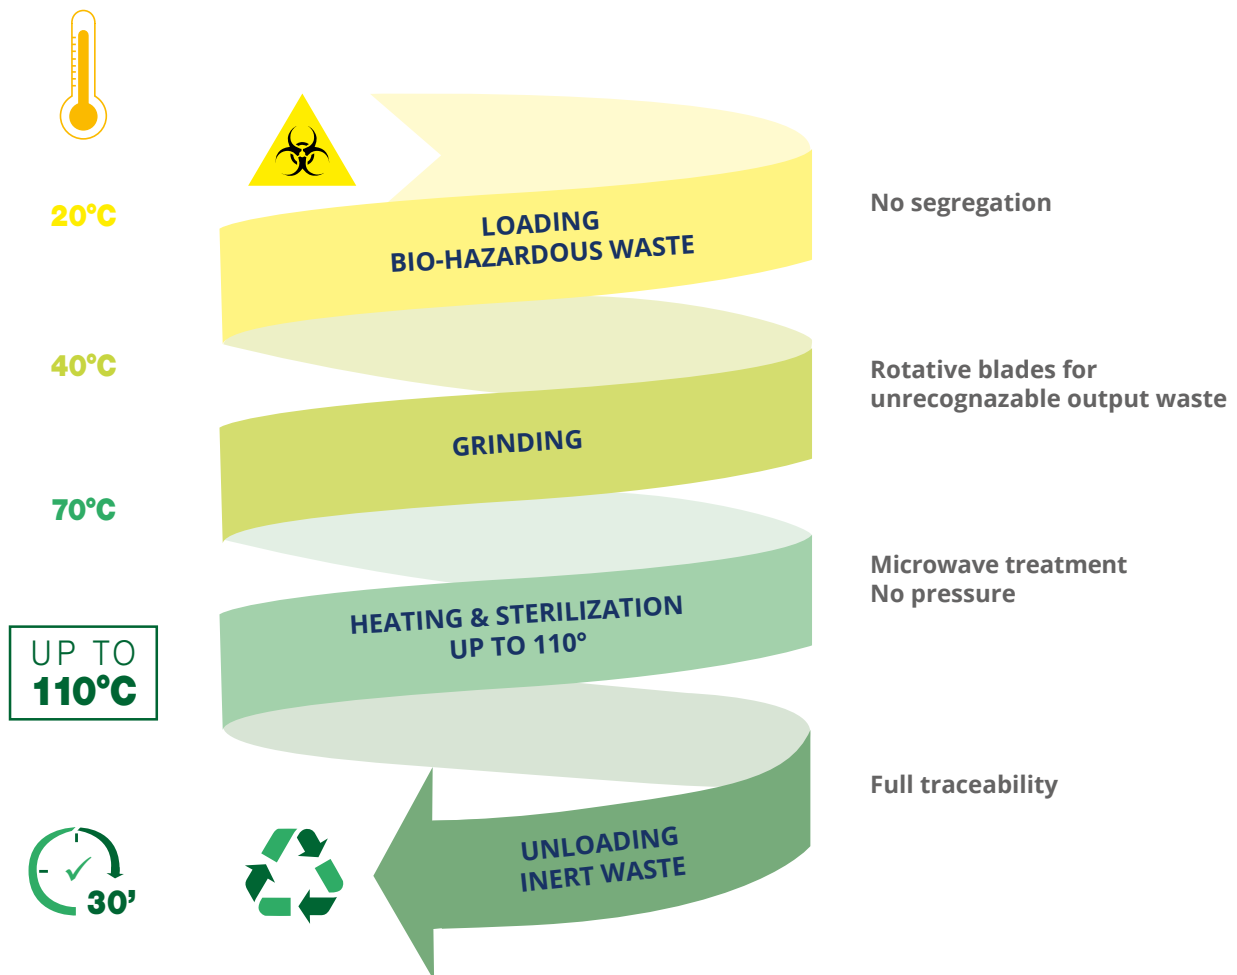 20°C
LOADING
BIO-HAZARDOUS WASTE
No segregation
40°C
GRINDING
Rotative blades for
unrecognazable output waste
70°C
HEATING & STERILIZATION
UP TO 110°
Microwave treatment
No pressure
UP TO
110°C
Full traceability
UNLOADING
INERT WASTE
30'